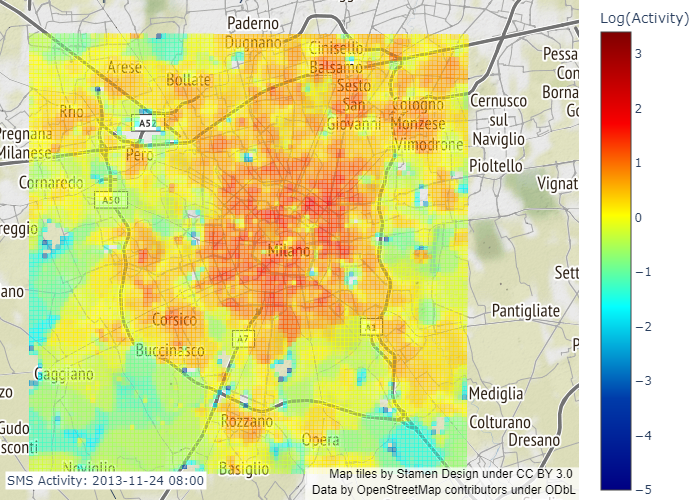 Log(Activity)
Paderno
Dugnano
Cinisello
Balsamo
Arese
Bollate
Sesto
San
Giovanni
Cologno
Monzese
Vimodrone
Cernusco
sul
Naviglio
Pessa
Con
Borna
Rho
A52
Pero
Pregnana
Milanese
Pioltello
Cornaredo
Vignat
A50
reggio
Milano
Sett
ano
Pantigliate
Corsico
A7
Buccinasco
Gaggiano
Mediglia
Colturano
Dresano
Rozzano
Opera
Gudo
sconti
Noviglio
Basiglio
3
2
1
0
−1
−2
−3
−4
−5
SMS Activity: 2013-11-24 08:00
Map tiles by Stamen Design under CC BY 3.0
Data by OpenStreetMap contributors under ODbL